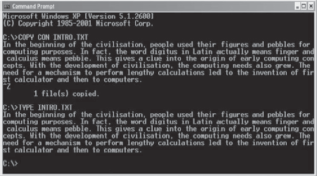 Command Prompt
Microsoft Windows XP [Version 5.1.2600]
(C) Copyright 1985-2001 Microsoft Corp.
C:\>COPY CON INTRO.TXT
In the beginning of the civilisation, people used their figures and pebbles for
computing purposes. In fact, the word digitus in latin actually means finger and
calculus means pebble. This gives a clue into the origin of early computing con
cepts. With the development of civilisation, the computing needs also grew. The
need for a mechanism to perform lengthy calculations led to the invention of fir
st calculator and then to computers.
^Z
1 file(s) copied.
C:\>TYPE INTRO.TXT
In the beginning of the civilisation, people used their figures and pebbles for
computing purposes. In fact, the word digitus in latin actually means finger and
calculus means pebble. This gives a clue into the origin of early computing con
cepts. With the development of civilisation, the computing needs also grew. The
need for a mechanism to perform lengthy calculations led to the invention of fir
st calculator and then to computers.
C:\>